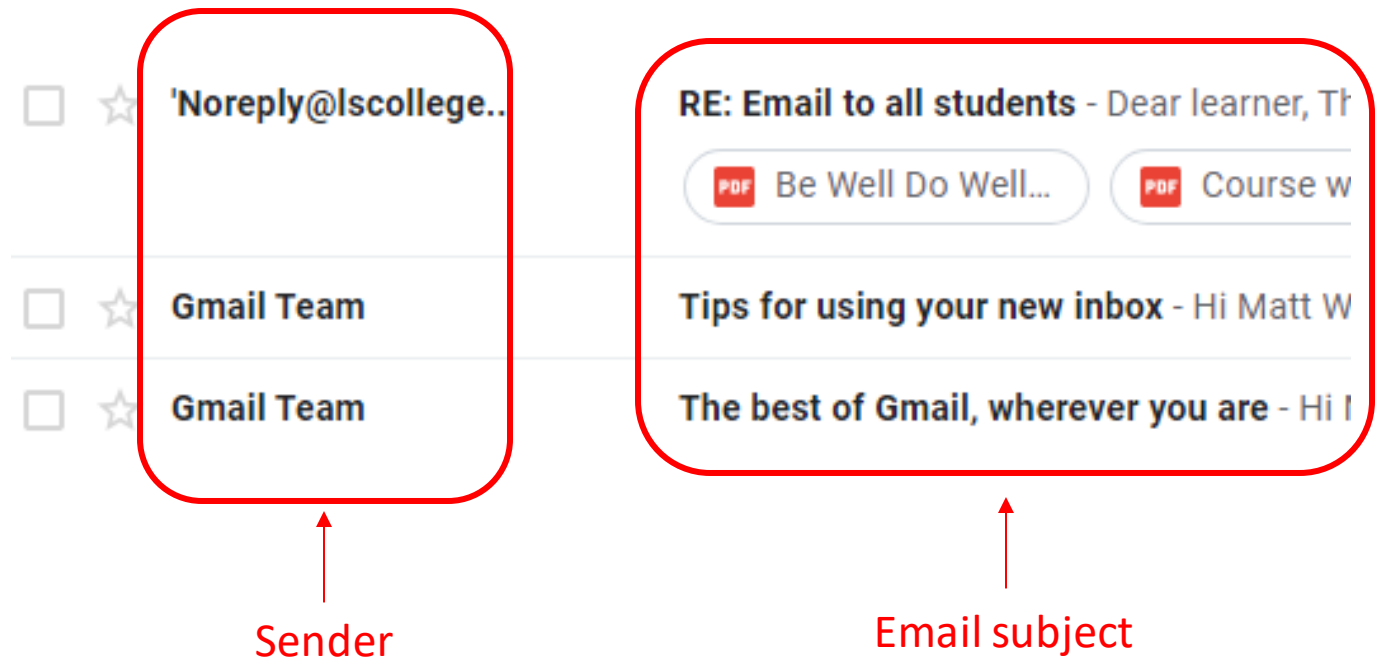 'Noreply@lscollege.. RE: Email to all students - Dear learner, Th
PDF Be Well Do Well... PDF Course w
Gmail Team Tips for using your new inbox - Hi Matt W
Gmail Team The best of Gmail, wherever you are - Hi
Sender Email subject